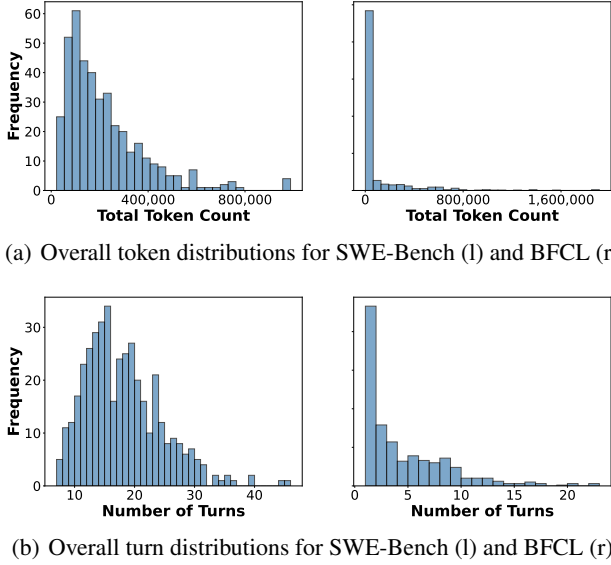 60
50
40
30
20
10
0
Frequency
0 400,000 800,000
Total Token Count
0 800,000 1,600,000
Total Token Count
(a) Overall token distributions for SWE-Bench (l) and BFCL (r
30
20
10
0
Frequency
10 20 30 40
Number of Turns
0 5 10 15 20
Number of Turns
(b) Overall turn distributions for SWE-Bench (l) and BFCL (r)